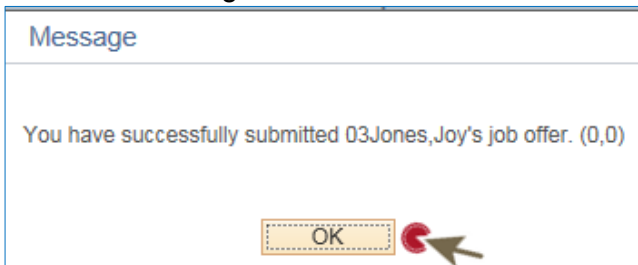 Message
You have successfully submitted 03Jones,Joy's job offer. (0,0)
OK